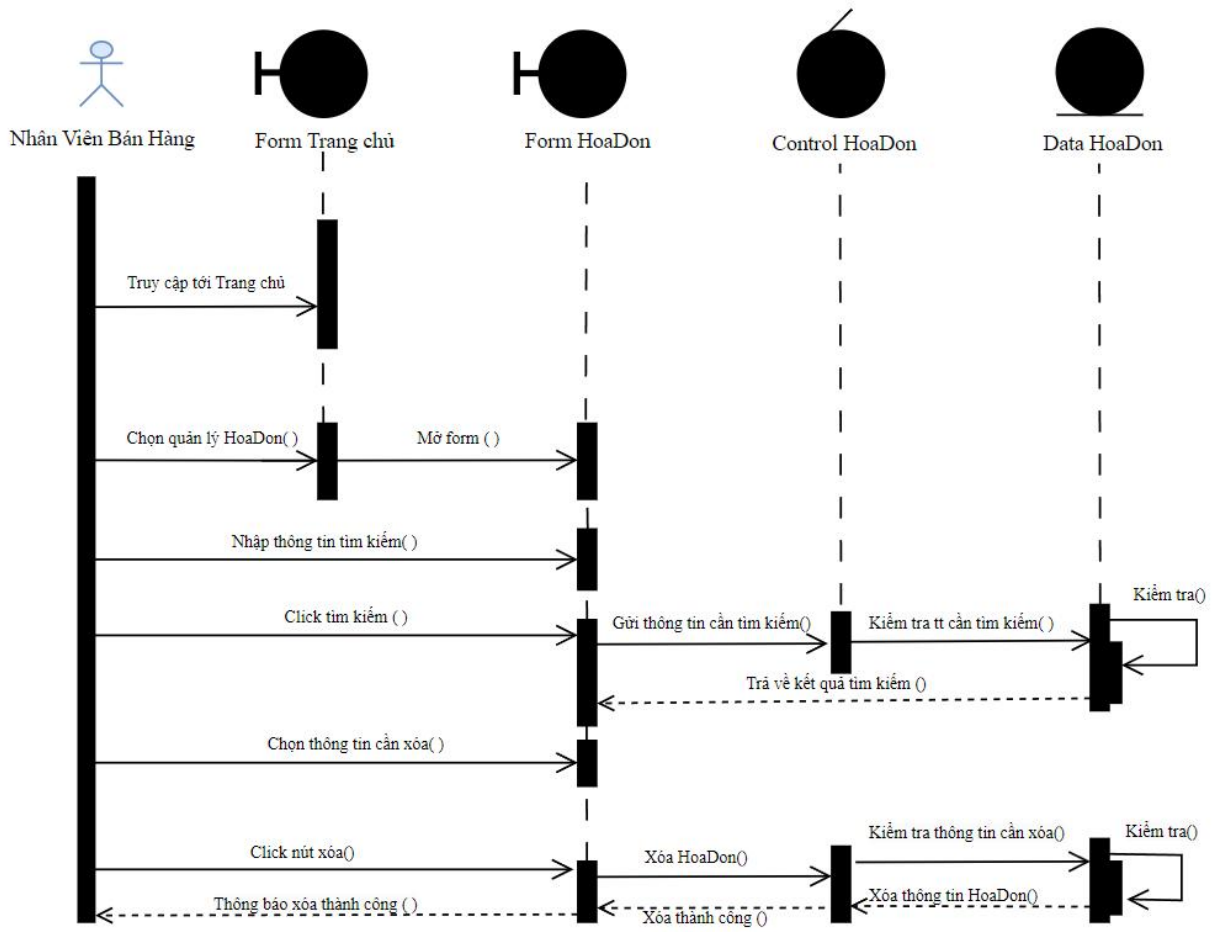 Nhân Viên Bán Hàng
Form Trang chủ
Form HoaDon
Control HoaDon
Data HoaDon
Truy cập tới Trang chủ
Chọn quản lý HoaDon( )
Mở form ( )
Nhập thông tin tìm kiếm( )
Kiểm tra()
Click tìm kiếm ( )
Gửi thông tin cần tìm kiếm()
Kiểm tra tt cần tìm kiếm( )
Trả về kết quả tìm kiếm ()
Chọn thông tin cần xóa( )
Kiểm tra thông tin cần xóa()
Kiểm tra()
Click nút xóa()
Xóa HoaDon()
Xóa thông tin HoaDon()
Thông báo xóa thành công ( )
Xóa thành công ()